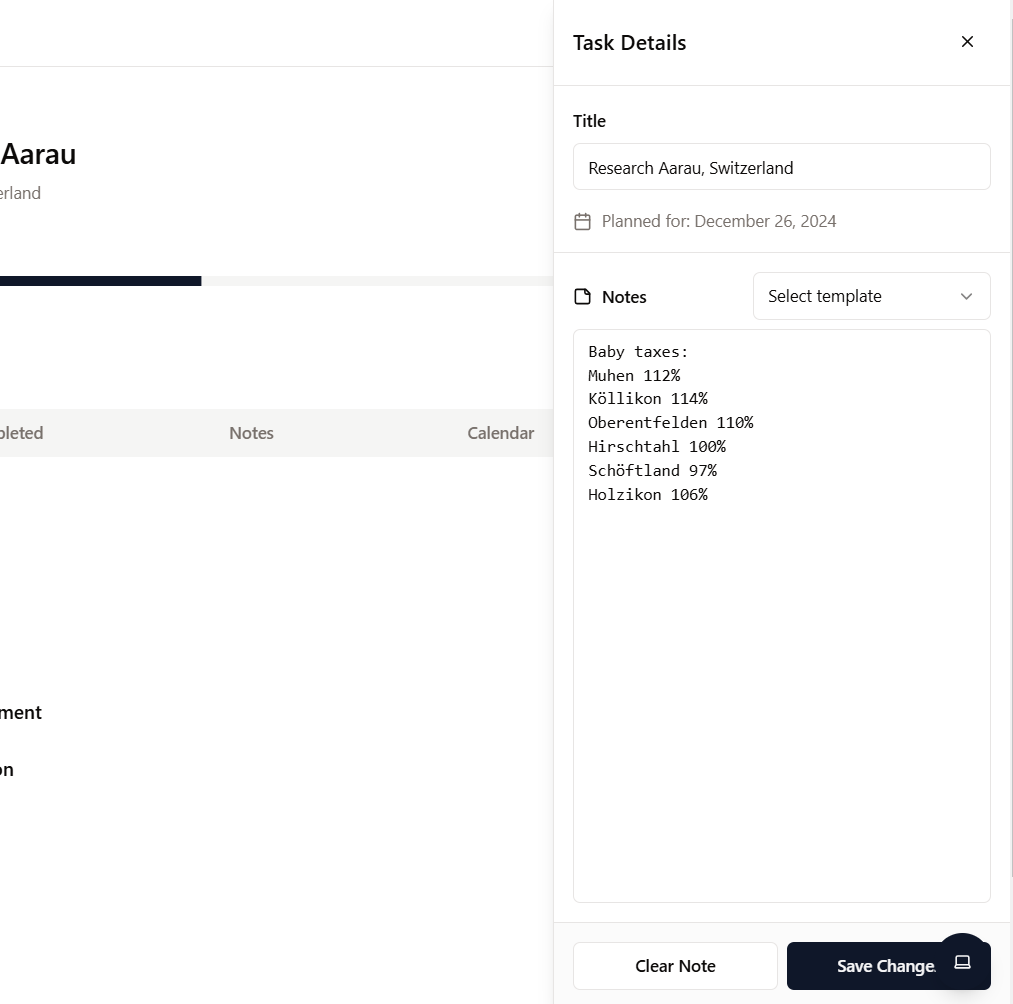 Aarau
erland
pleted
Notes
Calendar
ment
on
Task Details
Title
Research Aarau, Switzerland
Planned for: December 26, 2024
Notes
Select template
Baby taxes:
Muhen 112%
Köllikon 114%
Oberentfelden 110%
Hirschtahl 100%
Schöftland 97%
Holzikon 106%
Clear Note
Save Change